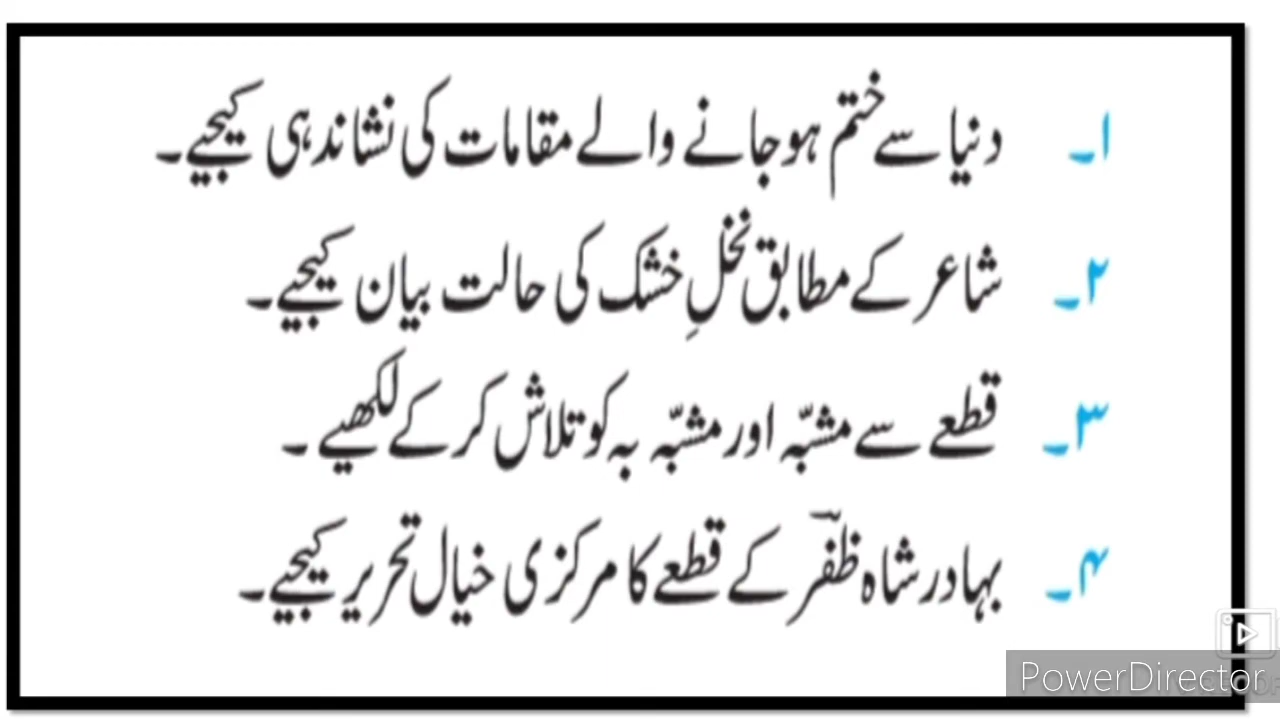 ۱۔ دنیا سے ختم ہو جانے والے مقامات کی نشاندہی کیجیے۔
۲۔ شاعر کے مطابق نخلِ خشک کی حالت بیان کیجیے۔
۳۔ قطعے سے مشبّہ اور مشبّہ بہ کو تلاش کر کے لکھیے۔
۴۔ بہادر شاہ ظفؔر کے قطعے کا مرکزی خیال تحریر کیجیے۔
PowerDirector